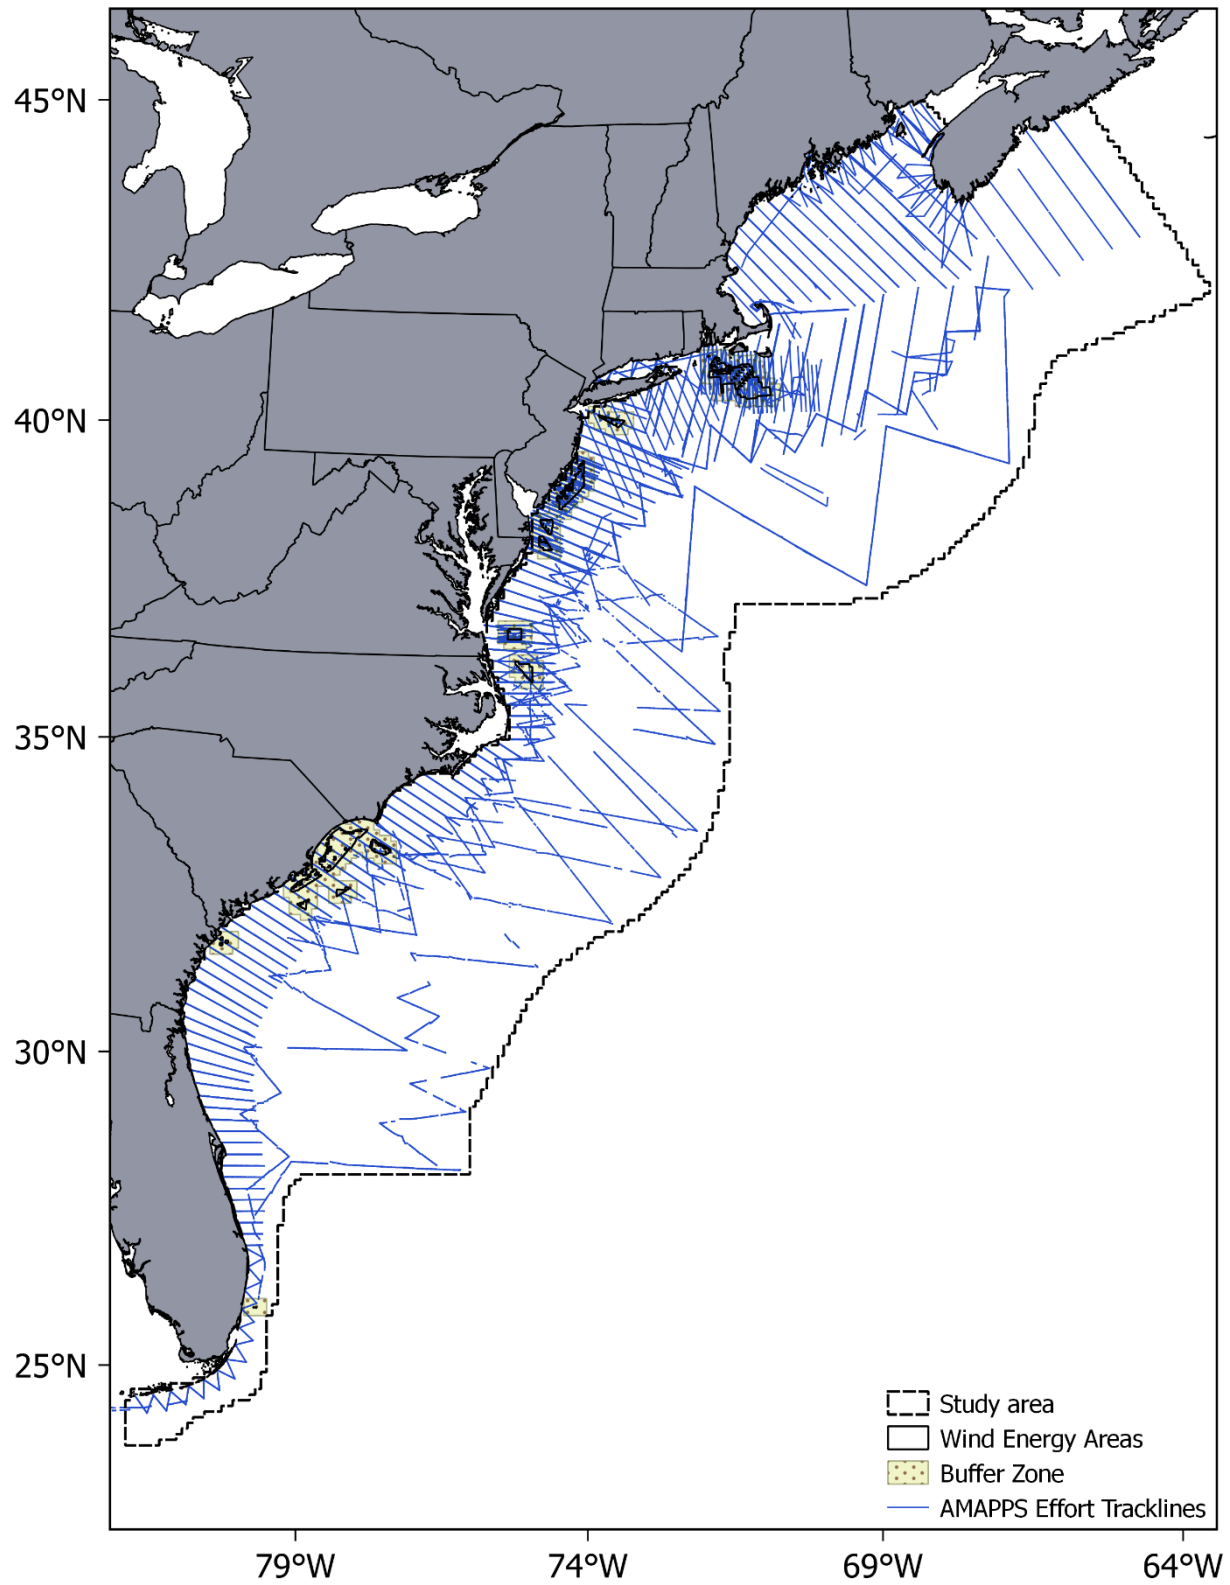 45°N
40°N
35°N
30°N
25°N
Study area
Wind Energy Areas
Buffer Zone
AMAPPS Effort Tracklines
79°W
74°W
69°W
64°W